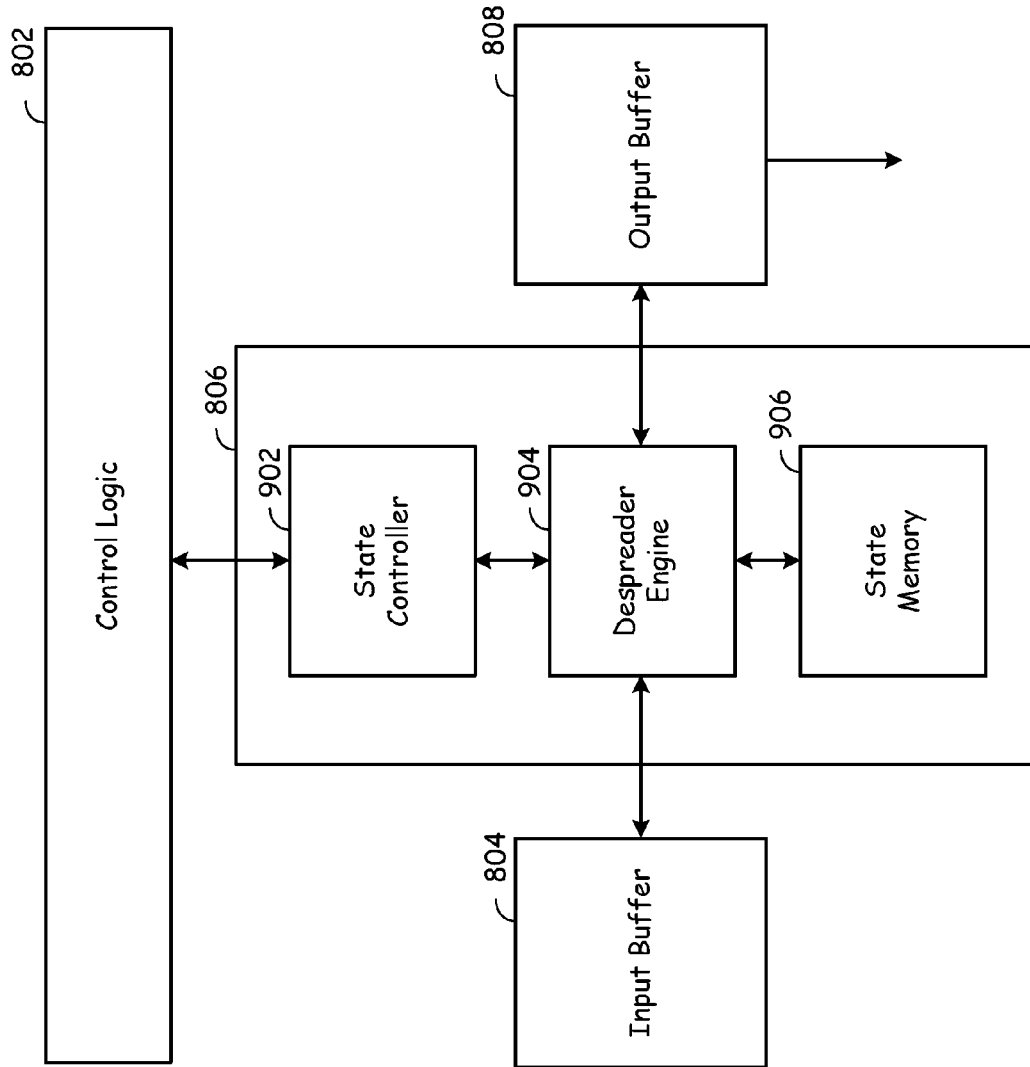 Control Logic
802
806
State
Controller
902
Input Buffer
804
Despreader
Engine
904
Output Buffer
808
State
Memory
906